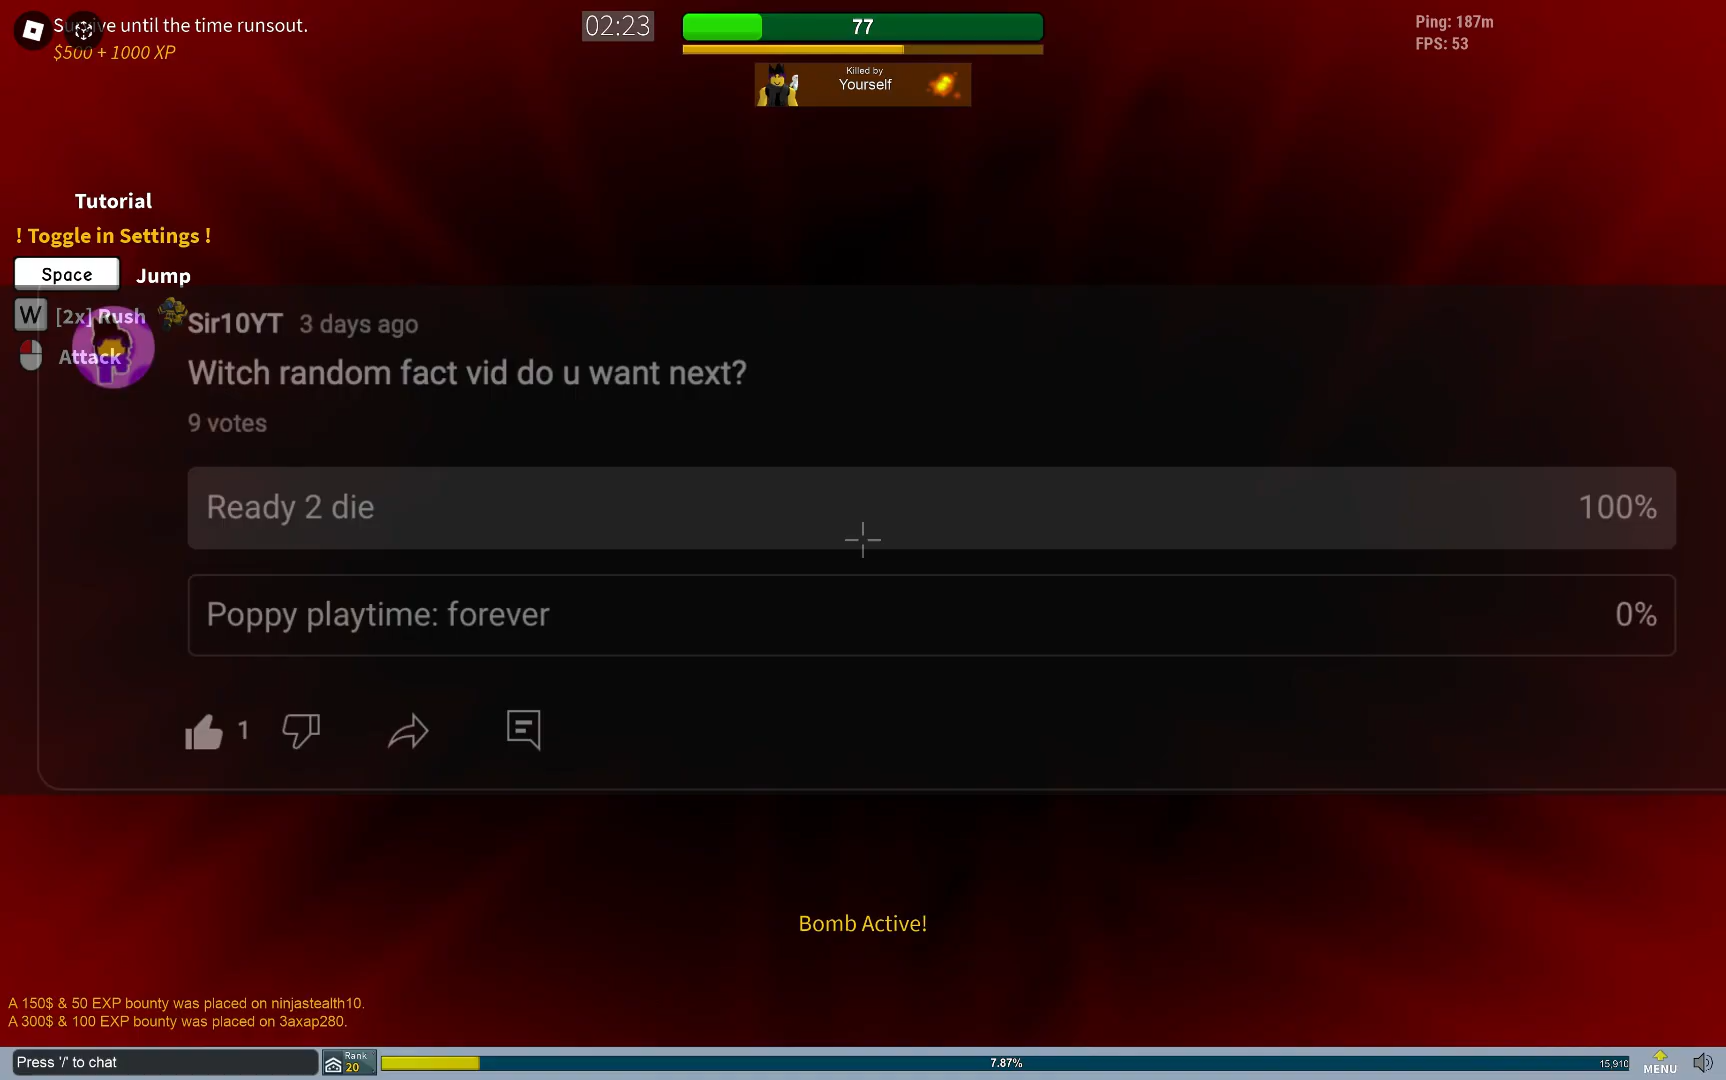 Survive until the time runsout.
$500 + 1000 XP
02:23
77
Killed by
Yourself
Ping: 187ms
FPS: 53
Tutorial
! Toggle in Settings !
Space Jump
W [2x] Rush
Attack
Sir10YT 3 days ago
Witch random fact vid do u want next?
9 votes
Ready 2 die 100%
Poppy playtime: forever 0%
1
Bomb Active!
A 150$ & 50 EXP bounty was placed on ninjastealth10.
A 300$ & 100 EXP bounty was placed on 3axap280.
Press '/' to chat
Rank
20
7.87%
15,910
MENU